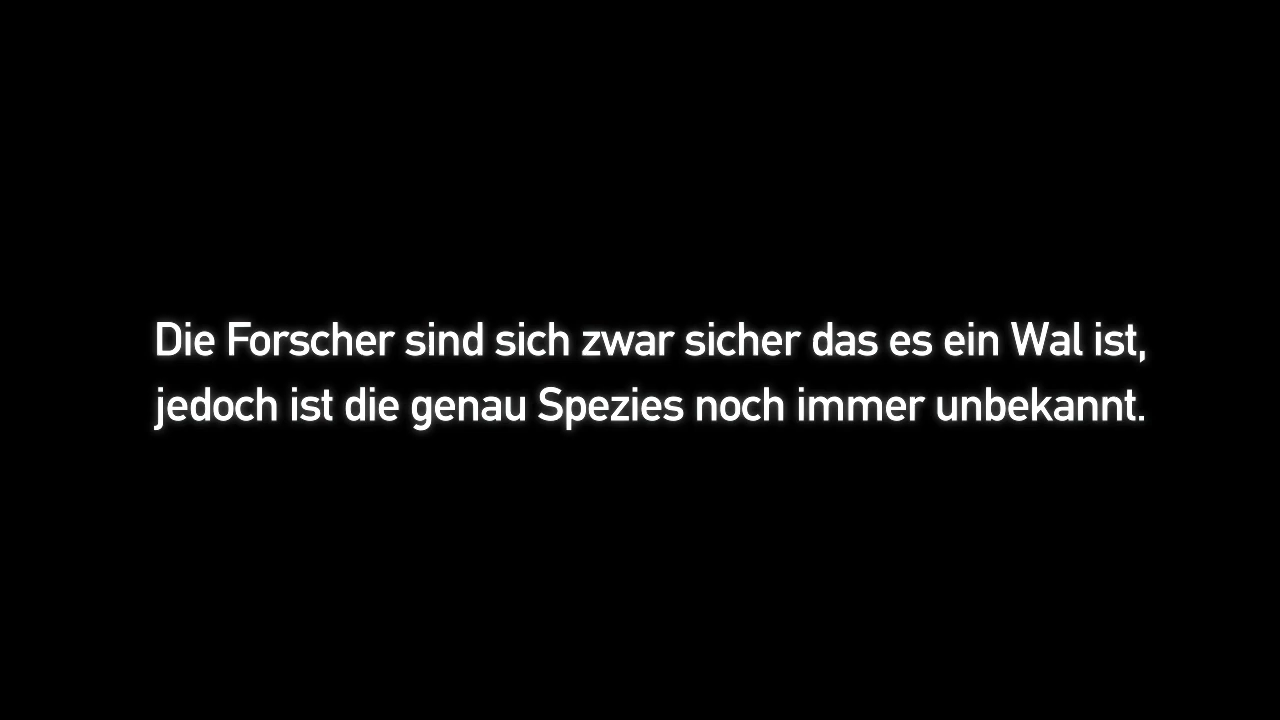 Die Forscher sind sich zwar sicher das es ein Wal ist,
jedoch ist die genau Spezies noch immer unbekannt.